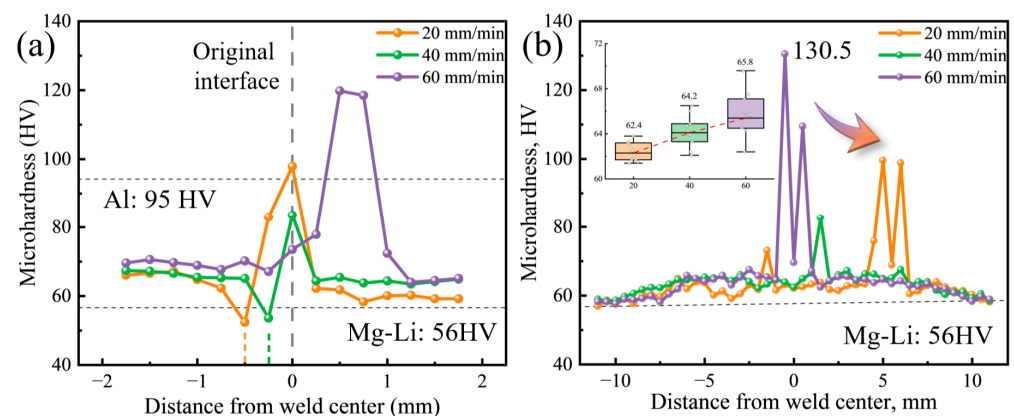 (a)
Original
interface
20 mm/min
40 mm/min
60 mm/min
Al: 95 HV
Mg-Li: 56HV
140
120
100
80
60
40
−2
−1
0
1
2
Microhardness (HV)
Distance from weld center (mm)
(b)
130.5
20 mm/min
40 mm/min
60 mm/min
72
68
64
60
62.4
64.2
65.8
20
40
60
Mg-Li: 56HV
140
120
100
80
60
40
−10
−5
0
5
10
Microhardness, HV
Distance from weld center, mm